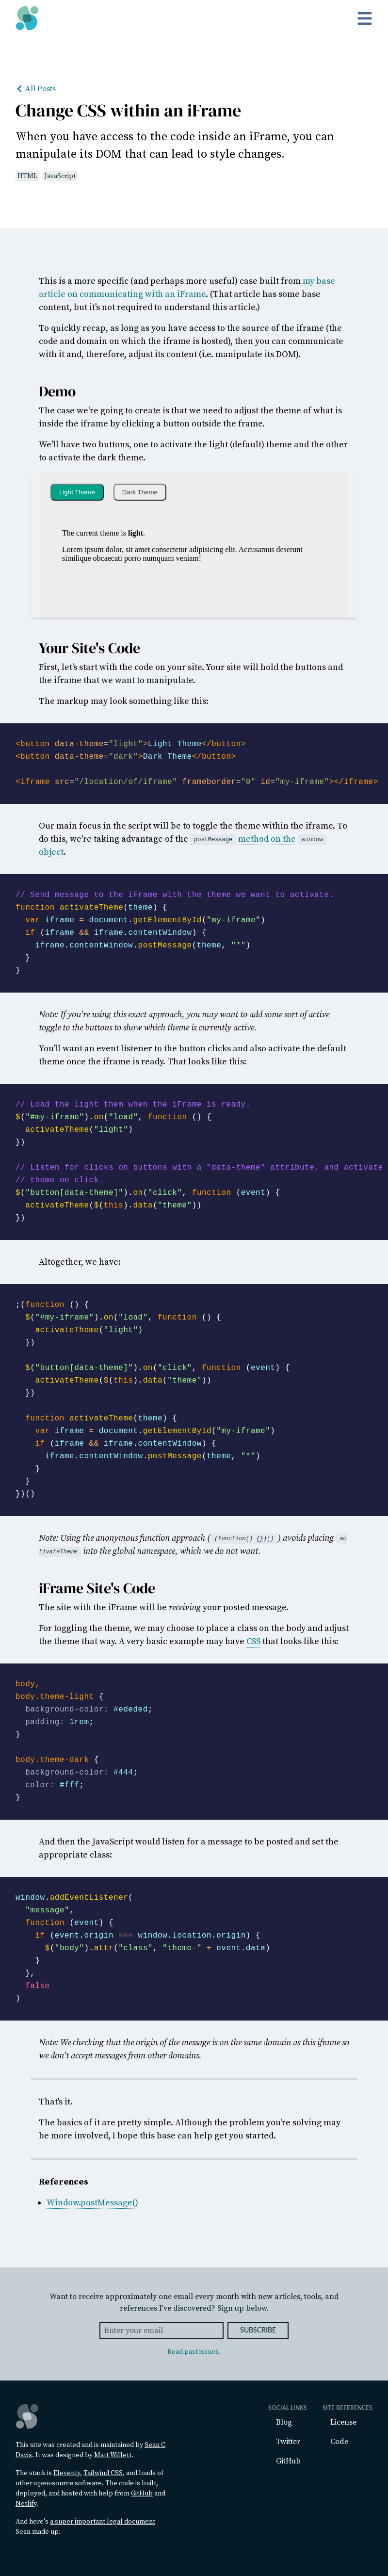 All Posts
Change CSS within an iFrame
When you have access to the code inside an iFrame, you can
manipulate its DOM that can lead to style changes.
HTML JavaScript
This is a more specific (and perhaps more useful) case built from my base
article on communicating with an iFrame. (That article has some base
content, but it's not required to understand this article.)
To quickly recap, as long as you have access to the source of the iframe (the
code and domain on which the iframe is hosted), then you can communicate
with it and, therefore, adjust its content (i.e. manipulate its DOM).
Demo
The case we're going to create is that we need to adjust the theme of what is
inside the iframe by clicking a button outside the frame.
We'll have two buttons, one to activate the light (default) theme and the other
to activate the dark theme.
Light Theme Dark Theme
The current theme is light.
Lorem ipsum dolor, sit amet consectetur adipisicing elit. Accusamus deserunt
similique obcaecati porro numquam veniam!
Your Site's Code
First, let's start with the code on your site. Your site will hold the buttons and
the iframe that we want to manipulate.
The markup may look something like this:
<button data-theme="light">Light Theme</button>
<button data-theme="dark">Dark Theme</button>
<iframe src="/location/of/iframe" frameborder="0" id="my-iframe"></iframe>
Our main focus in the script will be to toggle the theme within the iframe. To
do this, we're taking advantage of the postMessage method on the window
object.
// Send message to the iFrame with the theme we want to activate.
function activateTheme(theme) {
var iframe = document.getElementById("my-iframe")
if (iframe && iframe.contentWindow) {
iframe.contentWindow.postMessage(theme, "*")
}
}
Note: If you're using this exact approach, you may want to add some sort of active
toggle to the buttons to show which theme is currently active.
You'll want an event listener to the button clicks and also activate the default
theme once the iframe is ready. That looks like this:
// Load the light them when the iFrame is ready.
$("#my-iframe").on("load", function () {
activateTheme("light")
})
// Listen for clicks on buttons with a "data-theme" attribute, and activate
// theme on click.
$("button[data-theme]").on("click", function (event) {
activateTheme($(this).data("theme"))
})
Altogether, we have:
;(function () {
$("#my-iframe").on("load", function () {
activateTheme("light")
})
$("button[data-theme]").on("click", function (event) {
activateTheme($(this).data("theme"))
})
function activateTheme(theme) {
var iframe = document.getElementById("my-iframe")
if (iframe && iframe.contentWindow) {
iframe.contentWindow.postMessage(theme, "*")
}
}
})()
Note: Using the anonymous function approach ( (function() {})() ) avoids placing ac
tivateTheme into the global namespace, which we do not want.
iFrame Site's Code
The site with the iFrame will be receiving your posted message.
For toggling the theme, we may choose to place a class on the body and adjust
the theme that way. A very basic example may have CSS that looks like this:
body,
body.theme-light {
background-color: #ededed;
padding: 1rem;
}
body.theme-dark {
background-color: #444;
color: #fff;
}
And then the JavaScript would listen for a message to be posted and set the
appropriate class:
window.addEventListener(
"message",
function (event) {
if (event.origin === window.location.origin) {
$("body").attr("class", "theme-" + event.data)
}
},
false
)
Note: We checking that the origin of the message is on the same domain as this iframe so
we don't accept messages from other domains.
That's it.
The basics of it are pretty simple. Although the problem you're solving may
be more involved, I hope this base can help get you started.
References
Window.postMessage()
Want to receive approximately one email every month with new articles, tools, and
references I've discovered? Sign up below.
Enter your email SUBSCRIBE
Read past issues.
This site was created and is maintained by Sean C
Davis. It was designed by Matt Willett.
The stack is Eleventy, Tailwind CSS, and loads of
other open-source software. The code is built,
deployed, and hosted with help from GitHub and
Netlify.
And here's a super important legal document
Sean made up.
SOCIAL LINKS
Blog
Twitter
GitHub
SITE REFERENCES
License
Code